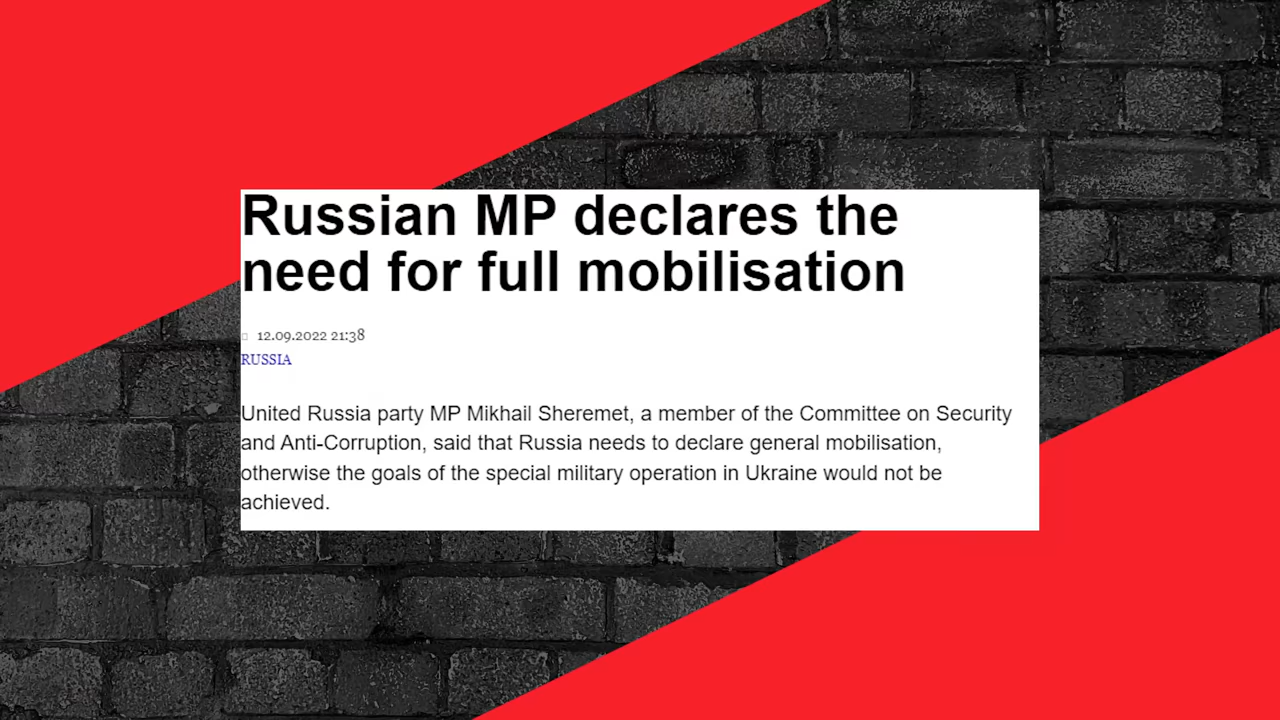 Russian MP declares the
need for full mobilisation
12.09.2022 21:38
RUSSIA
United Russia party MP Mikhail Sheremet, a member of the Committee on Security
and Anti-Corruption, said that Russia needs to declare general mobilisation,
otherwise the goals of the special military operation in Ukraine would not be
achieved.